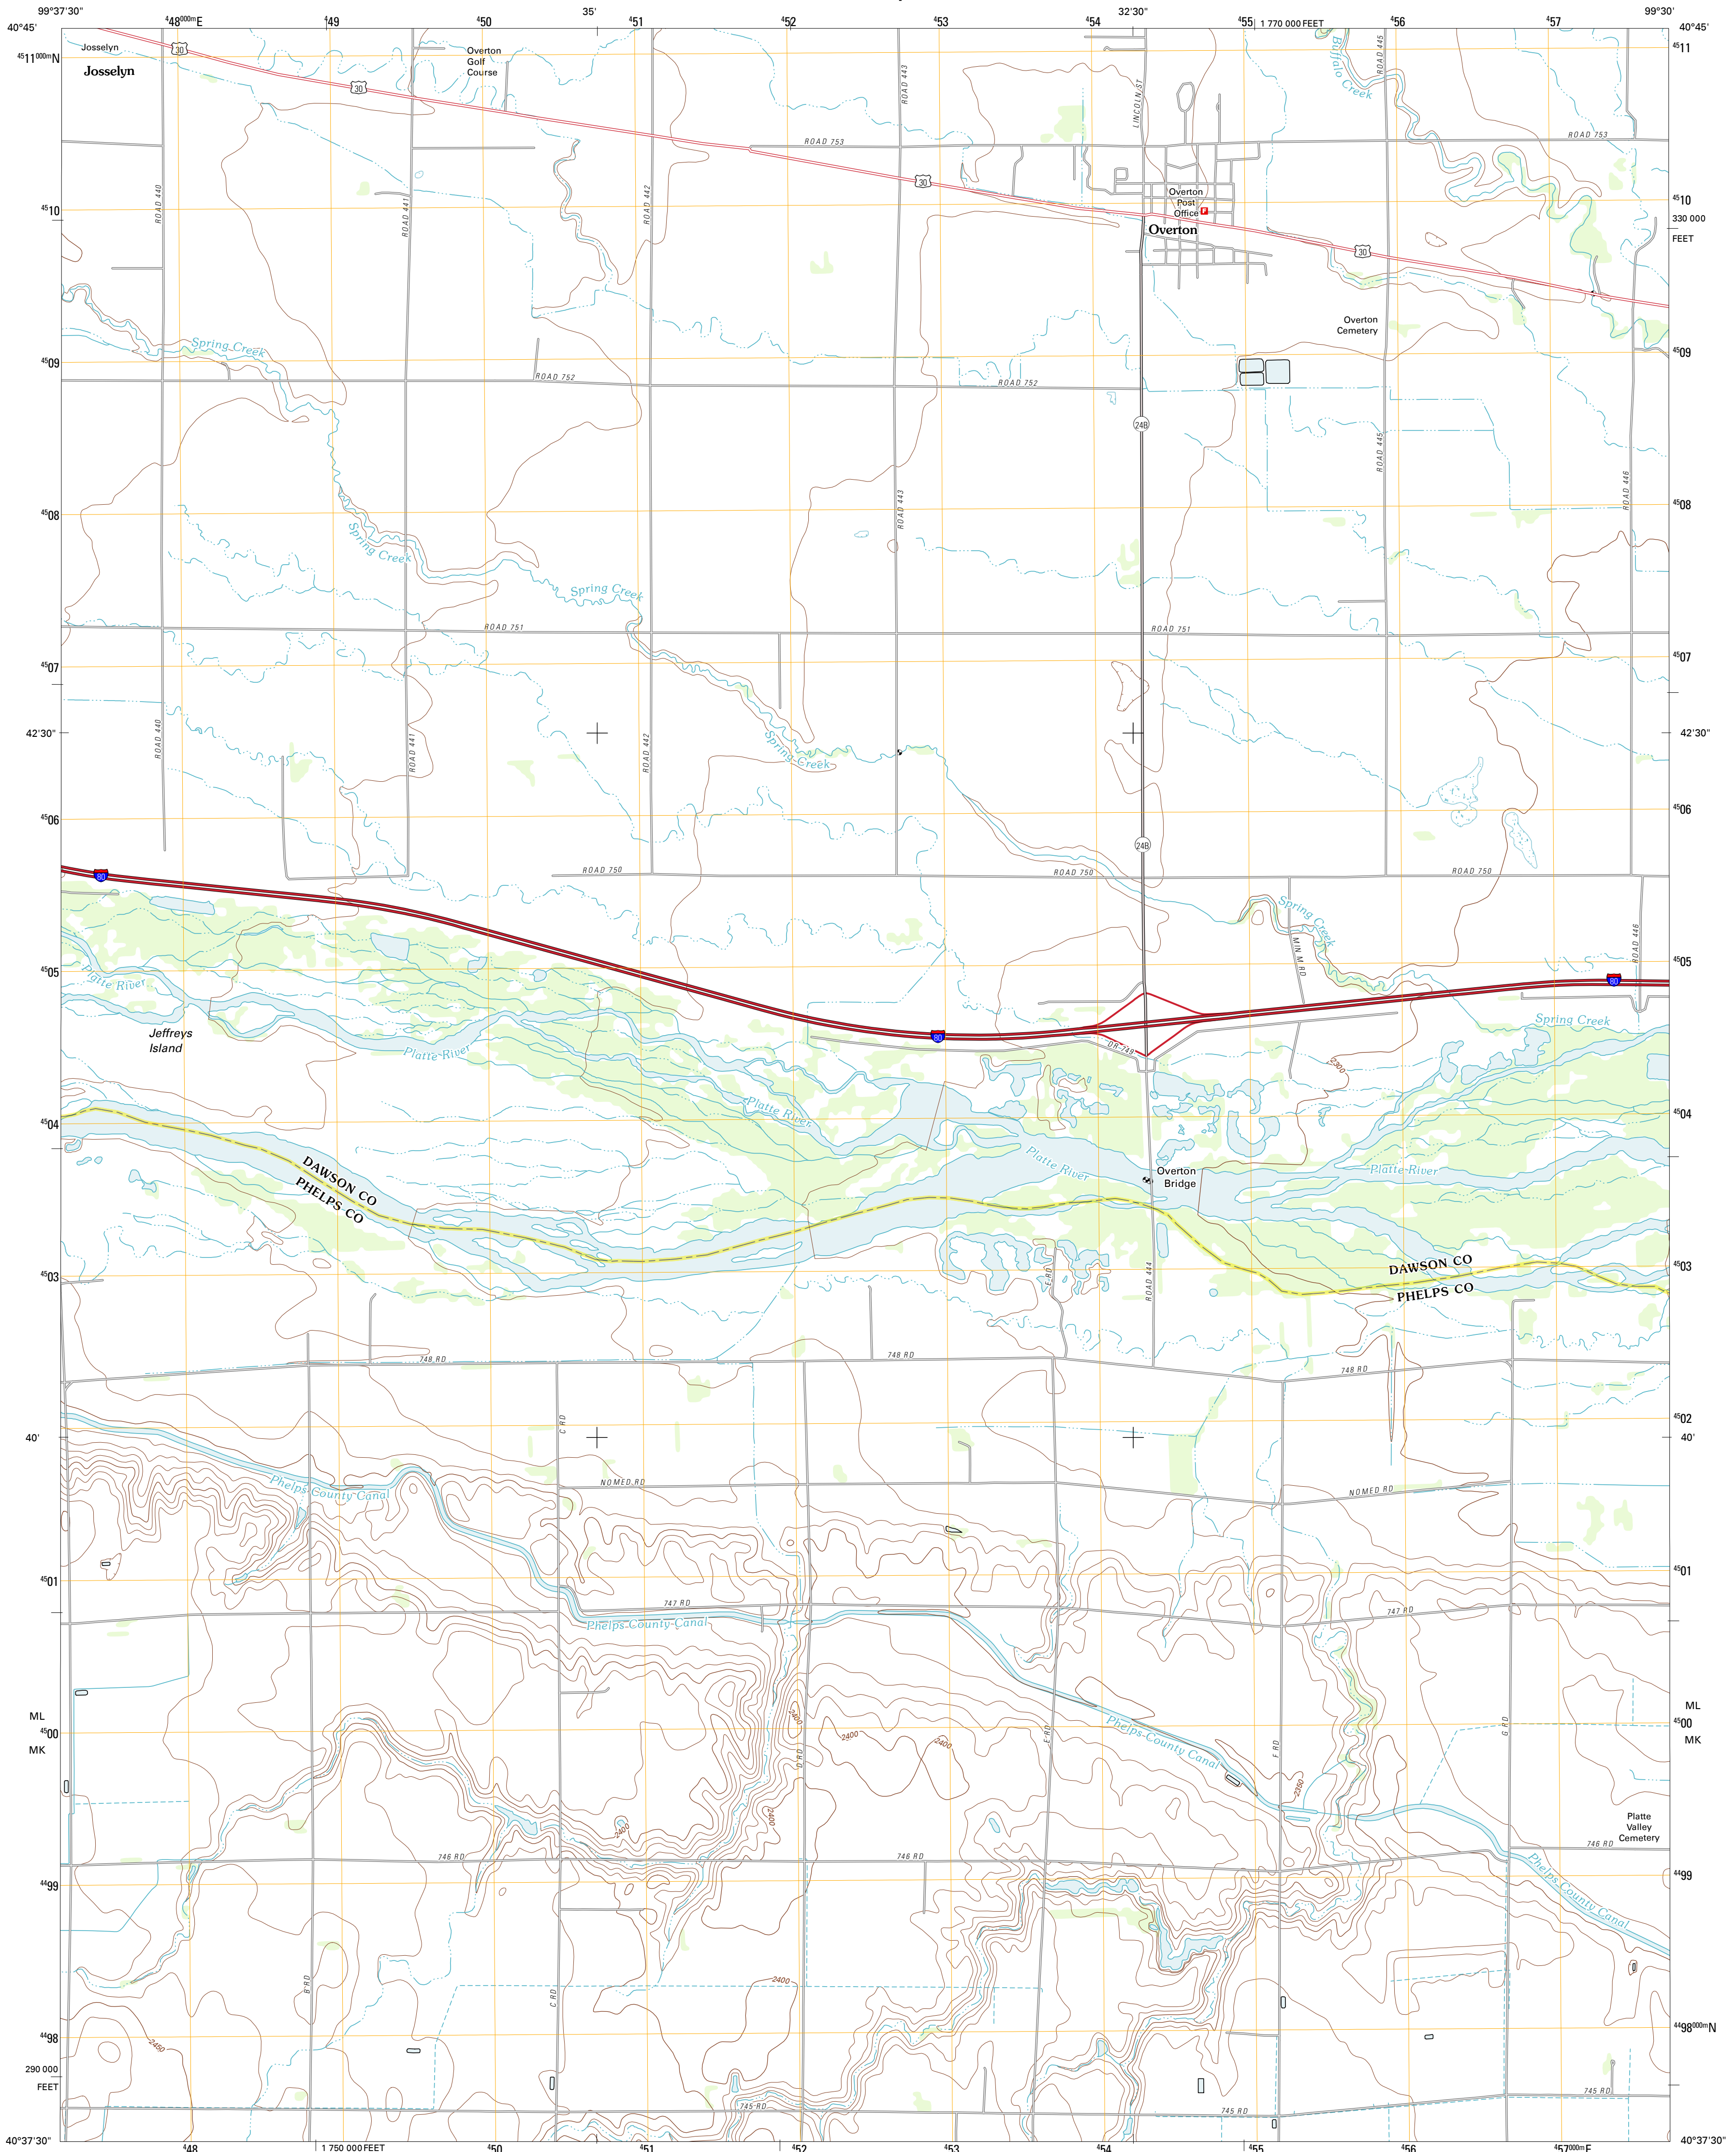 99°37'30"
448000mE
449
450
35'
451
452
453
454
32'30"
455
1 770 000 FEET
456
457
99°30'
40°45'
40°45'
Josselyn
Josselyn
30
Overton
Golf
Course
ROAD 443
LINCOLN ST
Buffalo Creek
ROAD 445
4511
4511000mN
30
ROAD 753
ROAD 753
30
ROAD 440
ROAD 441
ROAD 442
Overton
Post
Office
Overton
4510
4510
330 000
FEET
30
Overton
Cemetery
Spring Creek
4509
4509
ROAD 752
ROAD 752
24B
ROAD 443
ROAD 445
ROAD 446
4508
4508
Spring Creek
Spring Creek
ROAD 751
ROAD 751
4507
4507
ROAD 440
ROAD 441
ROAD 442
42'30"
42'30"
Spring Creek
4506
4506
24B
80
ROAD 750
ROAD 750
ROAD 750
Spring Creek
MINM RD
ROAD 446
4505
4505
Platte River
80
Jeffreys
Island
Platte River
80
DR 749
Spring Creek
2300
Platte River
4504
4504
DAWSON CO
PHELPS CO
Platte River
Overton
Bridge
Platte River
4503
4503
E RD
ROAD 444
DAWSON CO
PHELPS CO
748 RD
748 RD
748 RD
4502
40'
40'
C RD
NOMED RD
NOMED RD
Phelps County Canal
4501
4501
747 RD
747 RD
Phelps County Canal
ML
MK
4500
2400
2400
2400
D RD
E RD
Phelps County Canal
F RD
G RD
ML
4500
MK
2350
2400
2400
Platte
Valley
Cemetery
746 RD
746 RD
746 RD
4499
4499
Phelps County Canal
B RD
C RD
2400
4498
4498000mN
2450
290 000
FEET
745 RD
745 RD
745 RD
40°37'30"
40°37'30"
448
1 750 000 FEET
450
451
452
453
454
455
456
457000mE